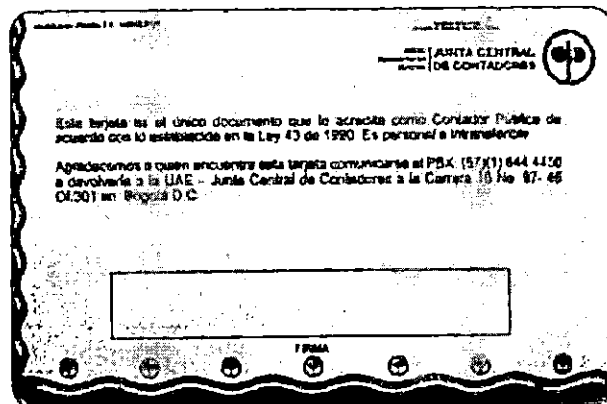 JUNTA CENTRAL
DE CONTADORES
Esta tarjeta es el único documento que lo acredita como Contador Público de
acuerdo con lo establecido en la Ley 43 de 1990. Es personal e intransferible.
Agradecemos a quien encuentre esta tarjeta comunicarse al PBX: (57)(1) 644 4450
o devolverla a la UAE - Junta Central de Contadores a la Carrera 16 No. 97- 46
Of.301 en Bogotá D.C.
FIRMA